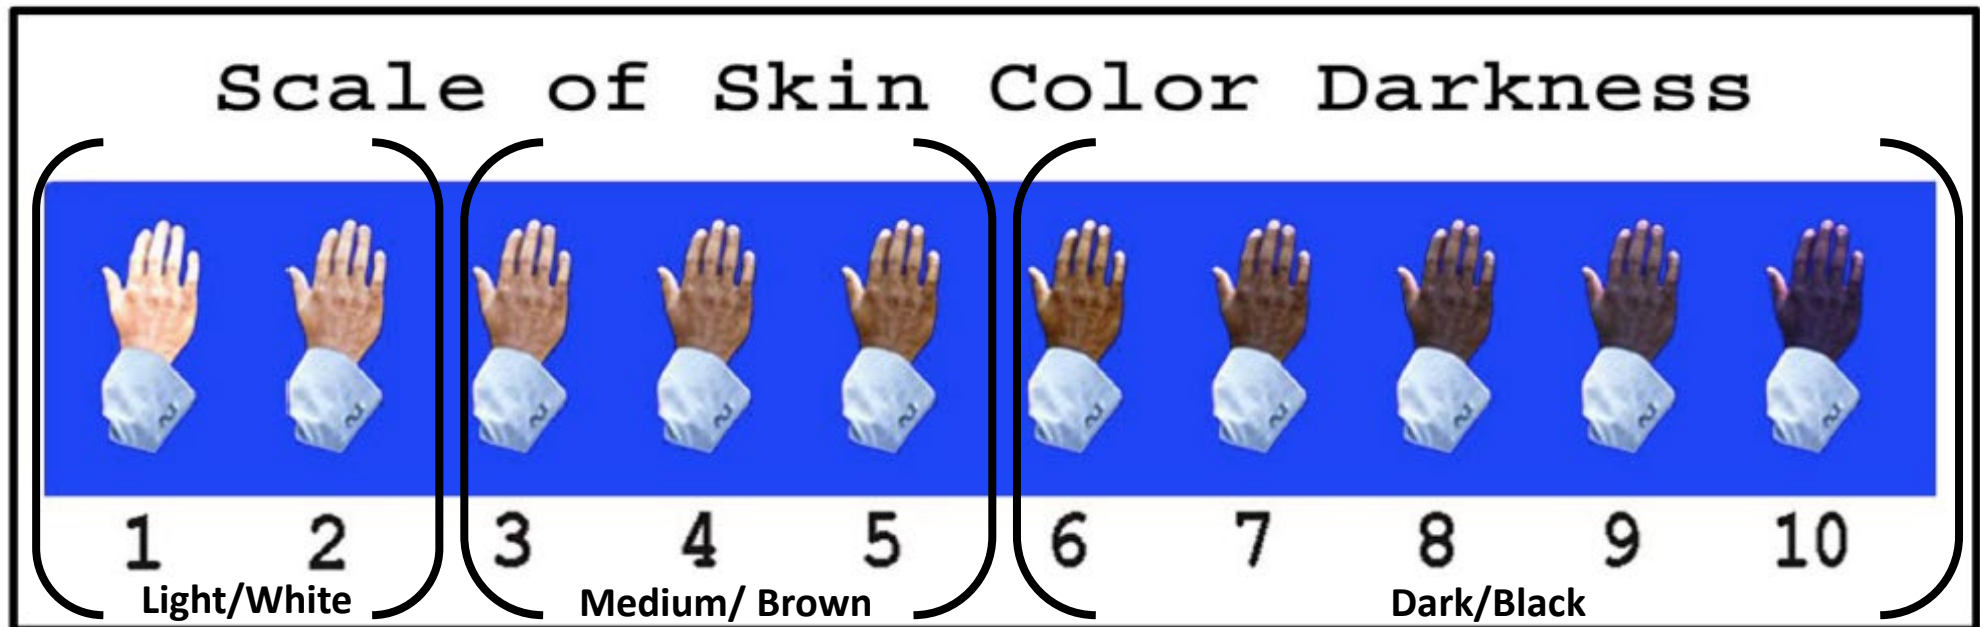 Scale of Skin Color Darkness
1 2 3 4 5 6 7 8 9 10
Light/White Medium/ Brown Dark/Black